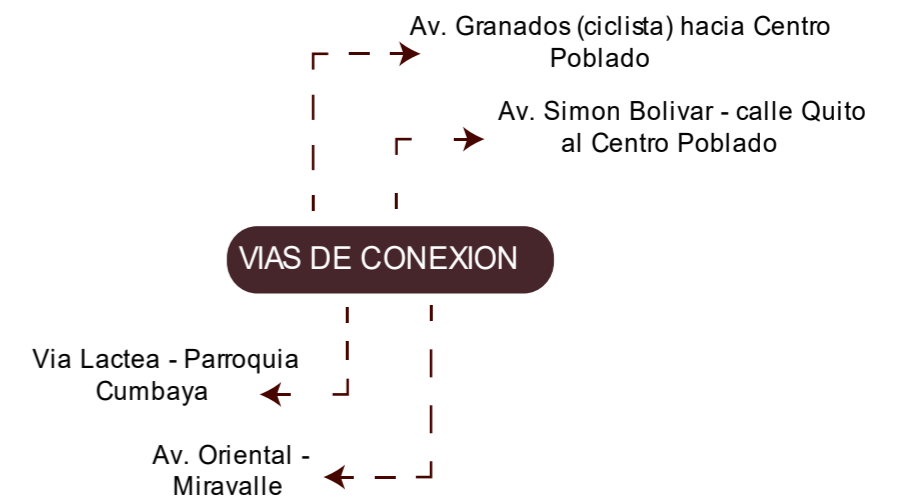 Av. Granados (ciclista) hacia Centro
Poblado
Av. Simon Bolivar - calle Quito
al Centro Poblado
VIAS DE CONEXION
Via Lactea - Parroquia
Cumbaya
Av. Oriental -
Miravalle